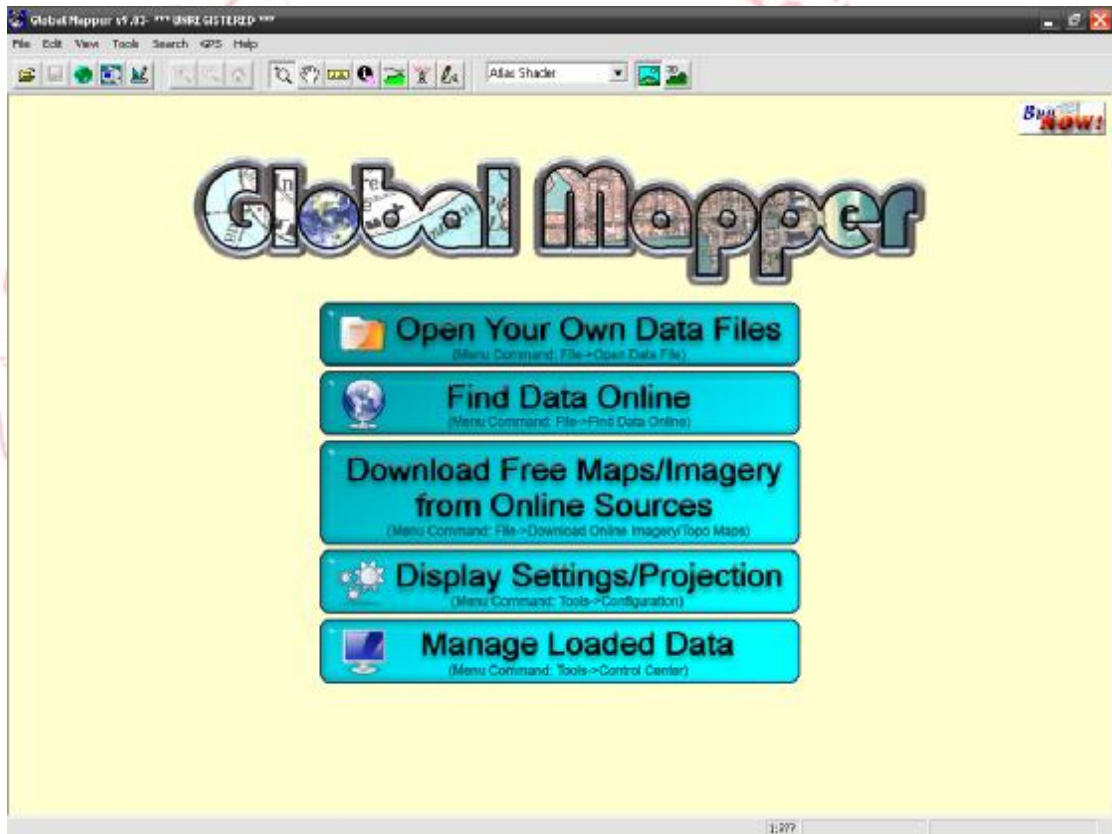 Global Mapper v9.03- *** UNREGISTERED ***
File Edit View Tools Search GPS Help
Atlas Shader 3D
Buy NOW!
Global Mapper
Open Your Own Data Files
(Menu Command: File->Open Data File)
Find Data Online
(Menu Command: File->Find Data Online)
Download Free Maps/Imagery
from Online Sources
(Menu Command: File->Download Online Imagery/Topo Maps)
Display Settings/Projection
(Menu Command: Tools->Configuration)
Manage Loaded Data
(Menu Command: Tools->Control Center)
1:???